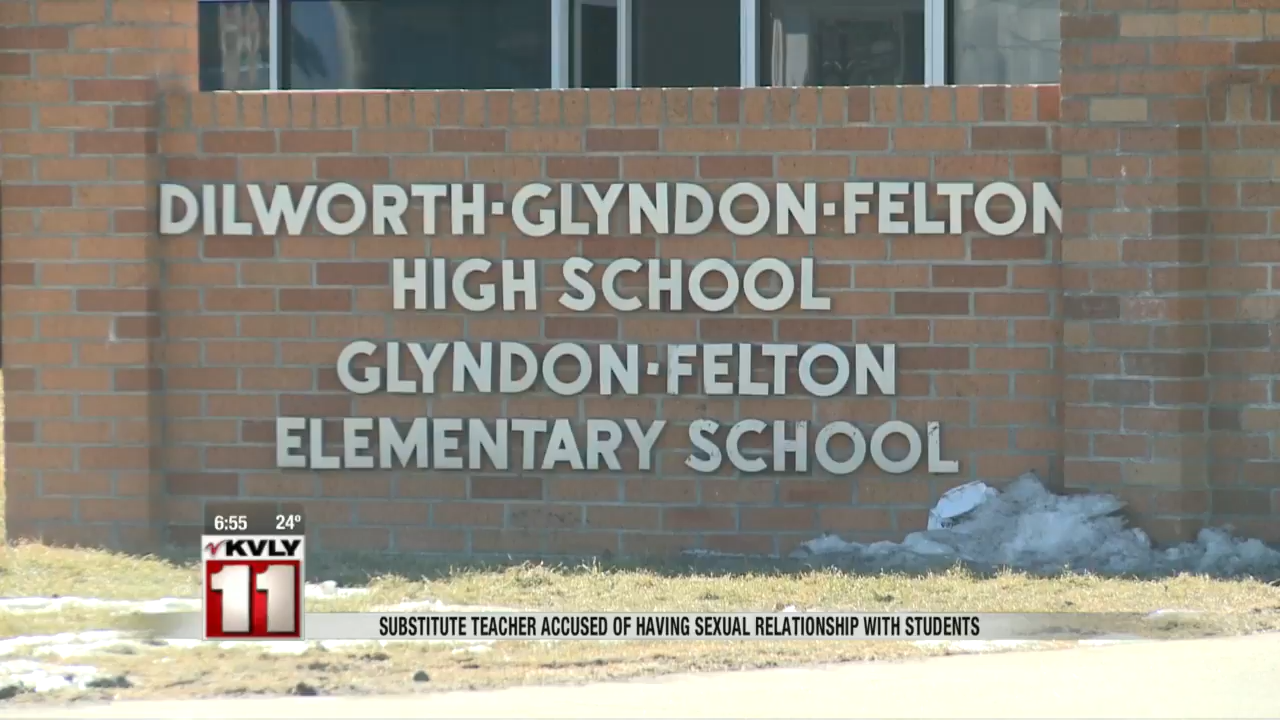 DILWORTH·GLYNDON·FELTON
HIGH SCHOOL
GLYNDON·FELTON
ELEMENTARY SCHOOL
6:55 24°
KVLY
11
SUBSTITUTE TEACHER ACCUSED OF HAVING SEXUAL RELATIONSHIP WITH STUDENTS